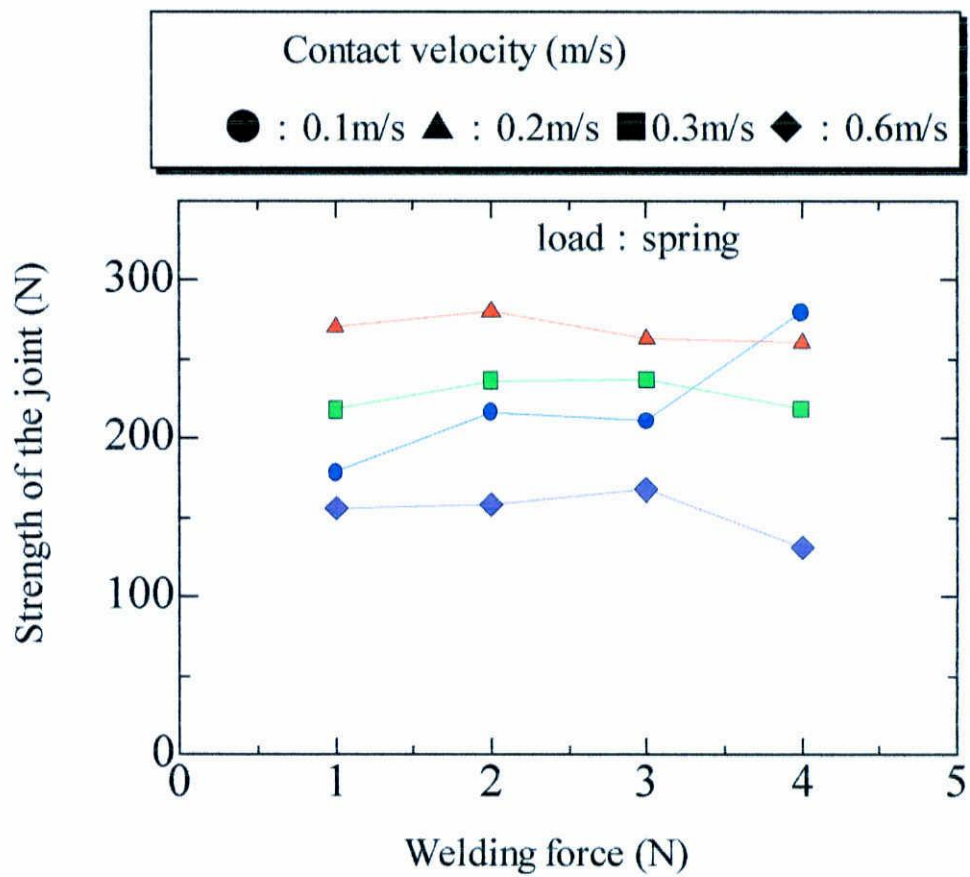 Contact velocity (m/s)
● : 0.1m/s ▲ : 0.2m/s ■ 0.3m/s ◆ : 0.6m/s
load : spring
300
200
100
0
0 1 2 3 4 5
Strength of the joint (N)
Welding force (N)